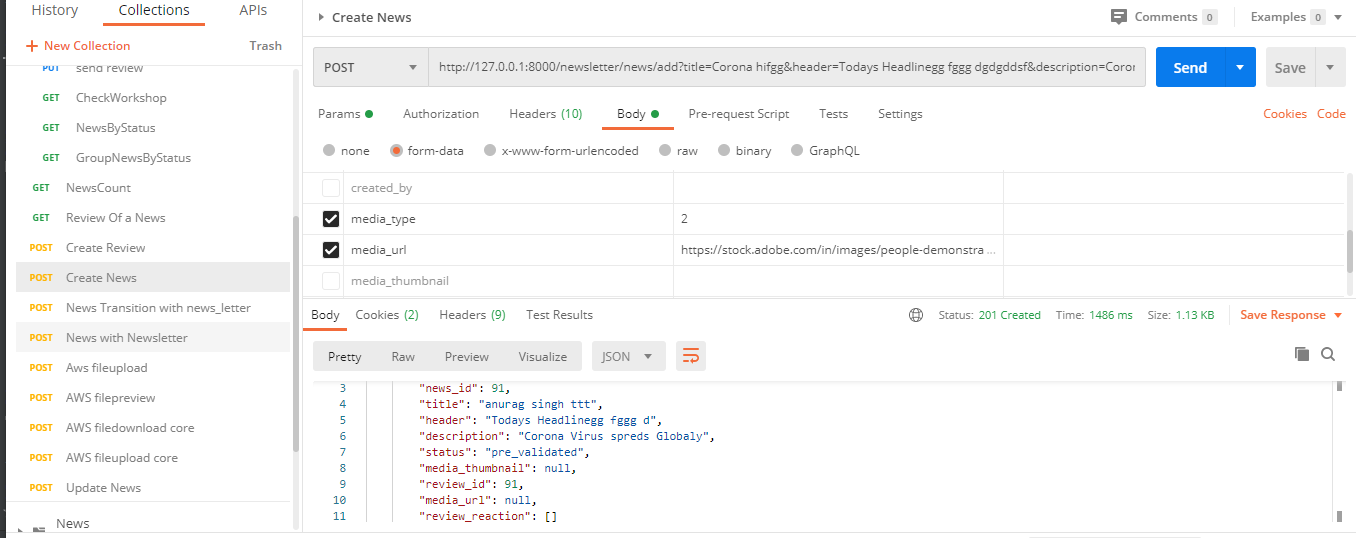 History Collections APIs
+ New Collection Trash
PUT send review
GET CheckWorkshop
GET NewsByStatus
GET GroupNewsByStatus
GET NewsCount
GET Review Of a News
POST Create Review
POST Create News
POST News Transition with news_letter
POST News with Newsletter
POST Aws fileupload
POST AWS filepreview
POST AWS filedownload core
POST AWS fileupload core
POST Update News
News
Create News Comments 0 Examples 0
POST http://127.0.0.1:8000/newsletter/news/add?title=Corona hifgg&header=Todays Headlinegg fggg dgdgddsf&description=Coror Send Save
Params Authorization Headers (10) Body Pre-request Script Tests Settings Cookies Code
none form-data x-www-form-urlencoded raw binary GraphQL
created_by
media_type 2
media_url https://stock.adobe.com/in/images/people-demonstra ...
media_thumbnail
Body Cookies (2) Headers (9) Test Results Status: 201 Created Time: 1486 ms Size: 1.13 KB Save Response
Pretty Raw Preview Visualize JSON
3 "news_id": 91,
4 "title": "anurag singh ttt",
5 "header": "Todays Headlinegg fggg d",
6 "description": "Corona Virus spreds Globaly",
7 "status": "pre_validated",
8 "media_thumbnail": null,
9 "review_id": 91,
10 "media_url": null,
11 "review_reaction": []